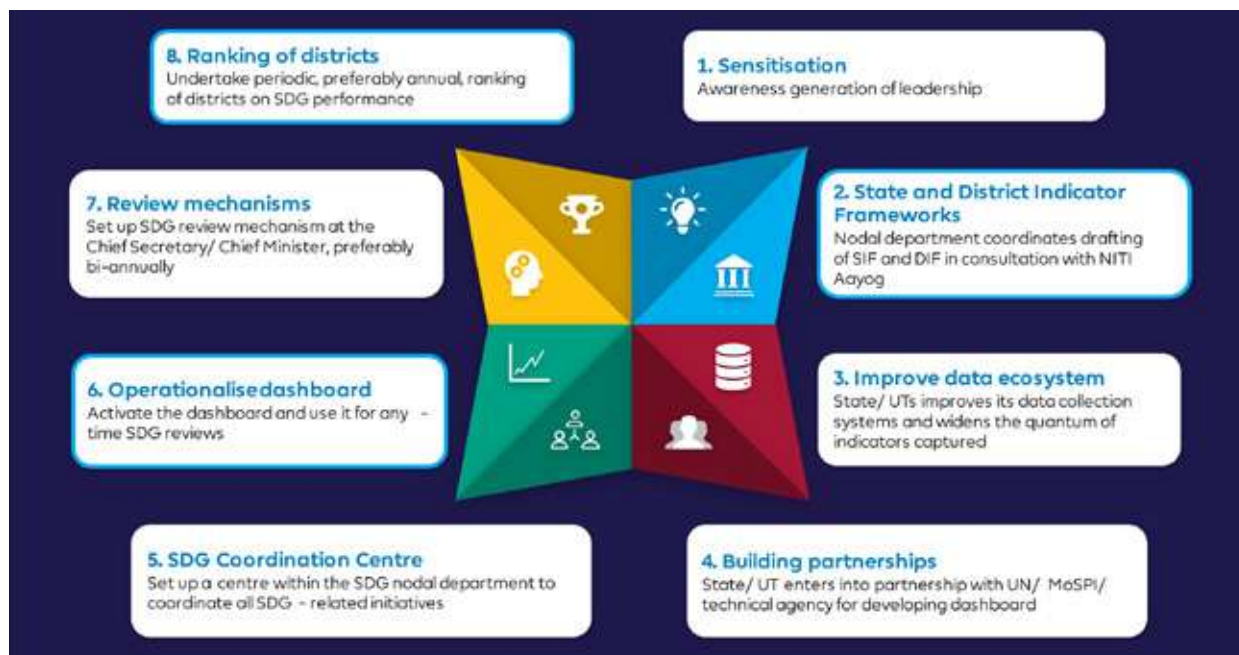 8. Ranking of districts
Undertake periodic, preferably annual, ranking
of districts on SDG performance
1. Sensitisation
Awareness generation of leadership
7. Review mechanisms
Set up SDG review mechanism at the
Chief Secretary/ Chief Minister, preferably
bi-annually
2. State and District Indicator
Frameworks
Nodal department coordinates drafting
of SIF and DIF in consultation with NITI
Aayog
6. Operationalisedashboard
Activate the dashboard and use it for any -
time SDG reviews
3. Improve data ecosystem
State/ UTs improves its data collection
systems and widens the quantum of
indicators captured
5. SDG Coordination Centre
Set up a centre within the SDG nodal department to
coordinate all SDG - related initiatives
4. Building partnerships
State/ UT enters into partnership with UN/ MoSPI/
technical agency for developing dashboard